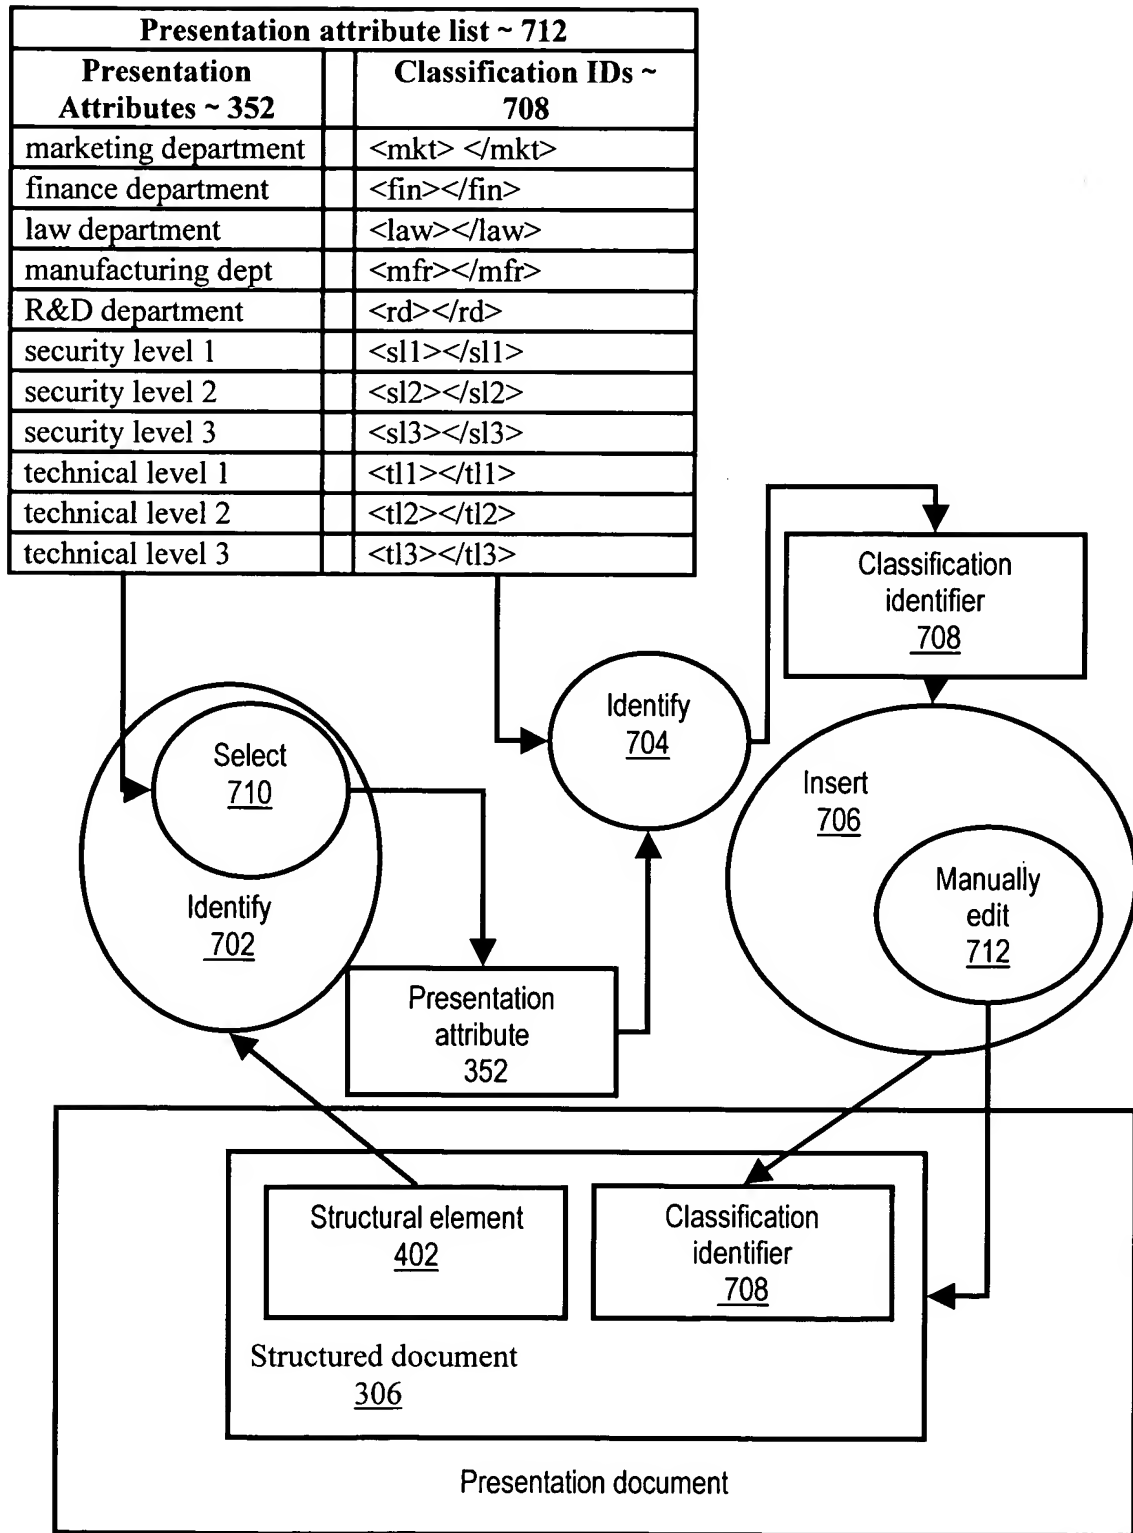 Presentation attribute list ~ 712
Presentation Attributes ~ 352
Classification IDs ~ 708
marketing department <mkt> </mkt>
finance department <fin></fin>
law department <law></law>
manufacturing dept <mfr></mfr>
R&D department <rd></rd>
security level 1 <sl1></sl1>
security level 2 <sl2></sl2>
security level 3 <sl3></sl3>
technical level 1 <tl1></tl1>
technical level 2 <tl2></tl2>
technical level 3 <tl3></tl3>
Classification
identifier
708
Identify
704
Select
710
Insert
706
Manually
edit
712
Identify
702
Presentation
attribute
352
Structural element
402
Classification
identifier
708
Structured document
306
Presentation document